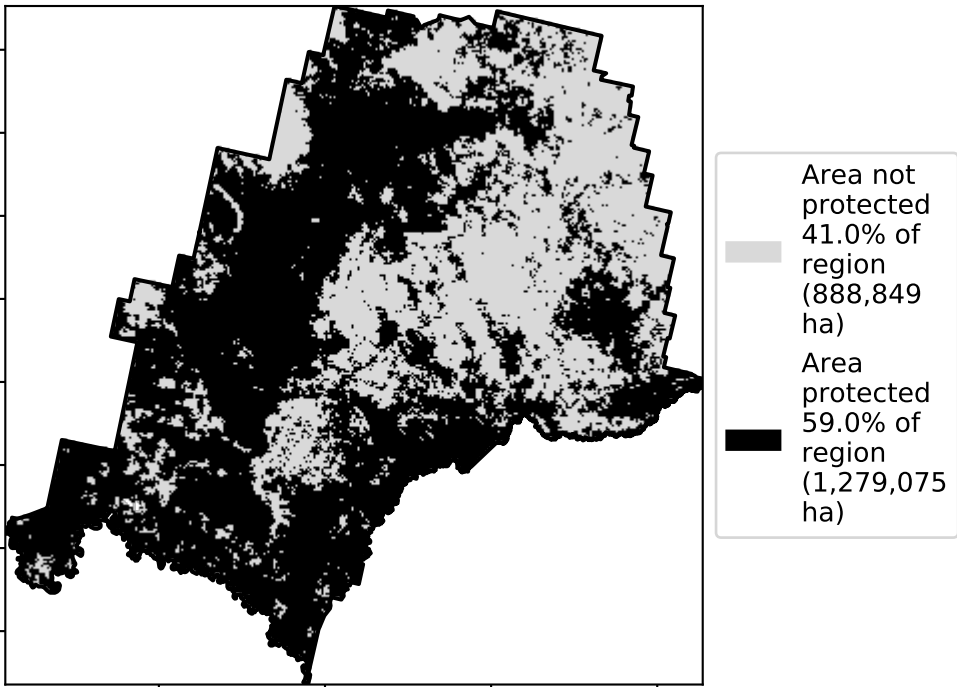 Area not
protected
41.0% of
region
(888,849
ha)
Area
protected
59.0% of
region
(1,279,075
ha)